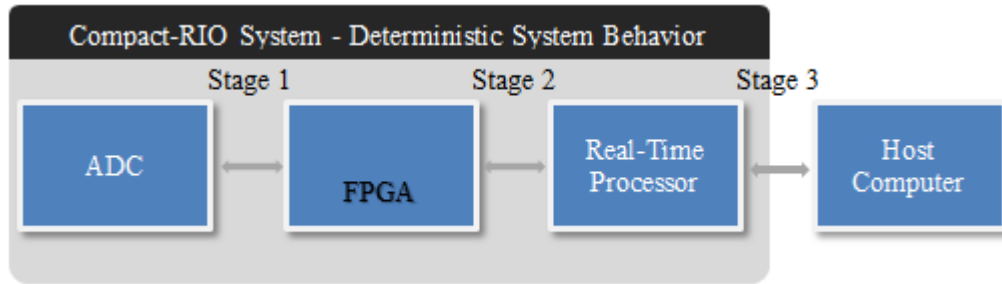 Compact-RIO System - Deterministic System Behavior
Stage 1
Stage 2
Stage 3
ADC
FPGA
Real-Time
Processor
Host
Computer